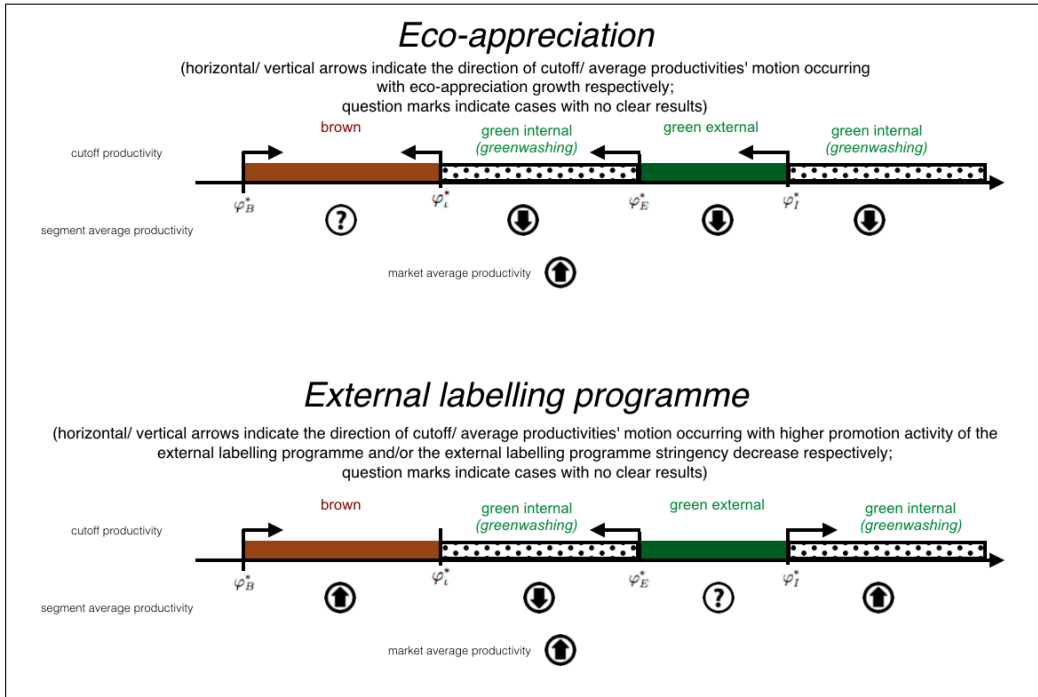 Eco-appreciation
(horizontal/ vertical arrows indicate the direction of cutoff/ average productivities' motion occurring
with eco-appreciation growth respectively;
question marks indicate cases with no clear results)
brown green internal green external green internal
(greenwashing) (greenwashing)
cutoff productivity
φ*B φ*ι φ*E φ*I
?
segment average productivity
market average productivity
External labelling programme
(horizontal/ vertical arrows indicate the direction of cutoff/ average productivities' motion occurring with higher promotion activity of the
external labelling programme and/or the external labelling programme stringency decrease respectively;
question marks indicate cases with no clear results)
brown green internal green external green internal
(greenwashing) (greenwashing)
cutoff productivity
φ*B φ*ι φ*E φ*I
?
segment average productivity
market average productivity